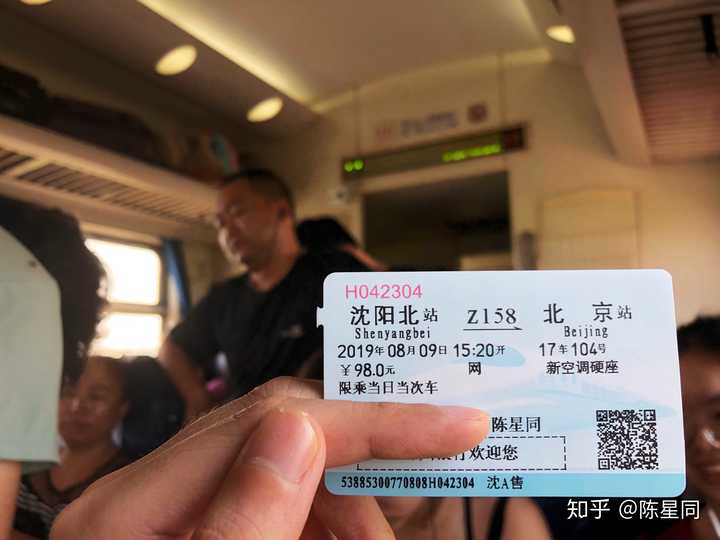 H042304
沈阳北站 Z158 北京站
Shenyangbei Beijing
2019年08月09日 15:20开 17车104号
￥98.0元 网 新空调硬座
限乘当日当次车
陈星同
欢迎您
53885300770808H042304 沈A售
知乎 @陈星同